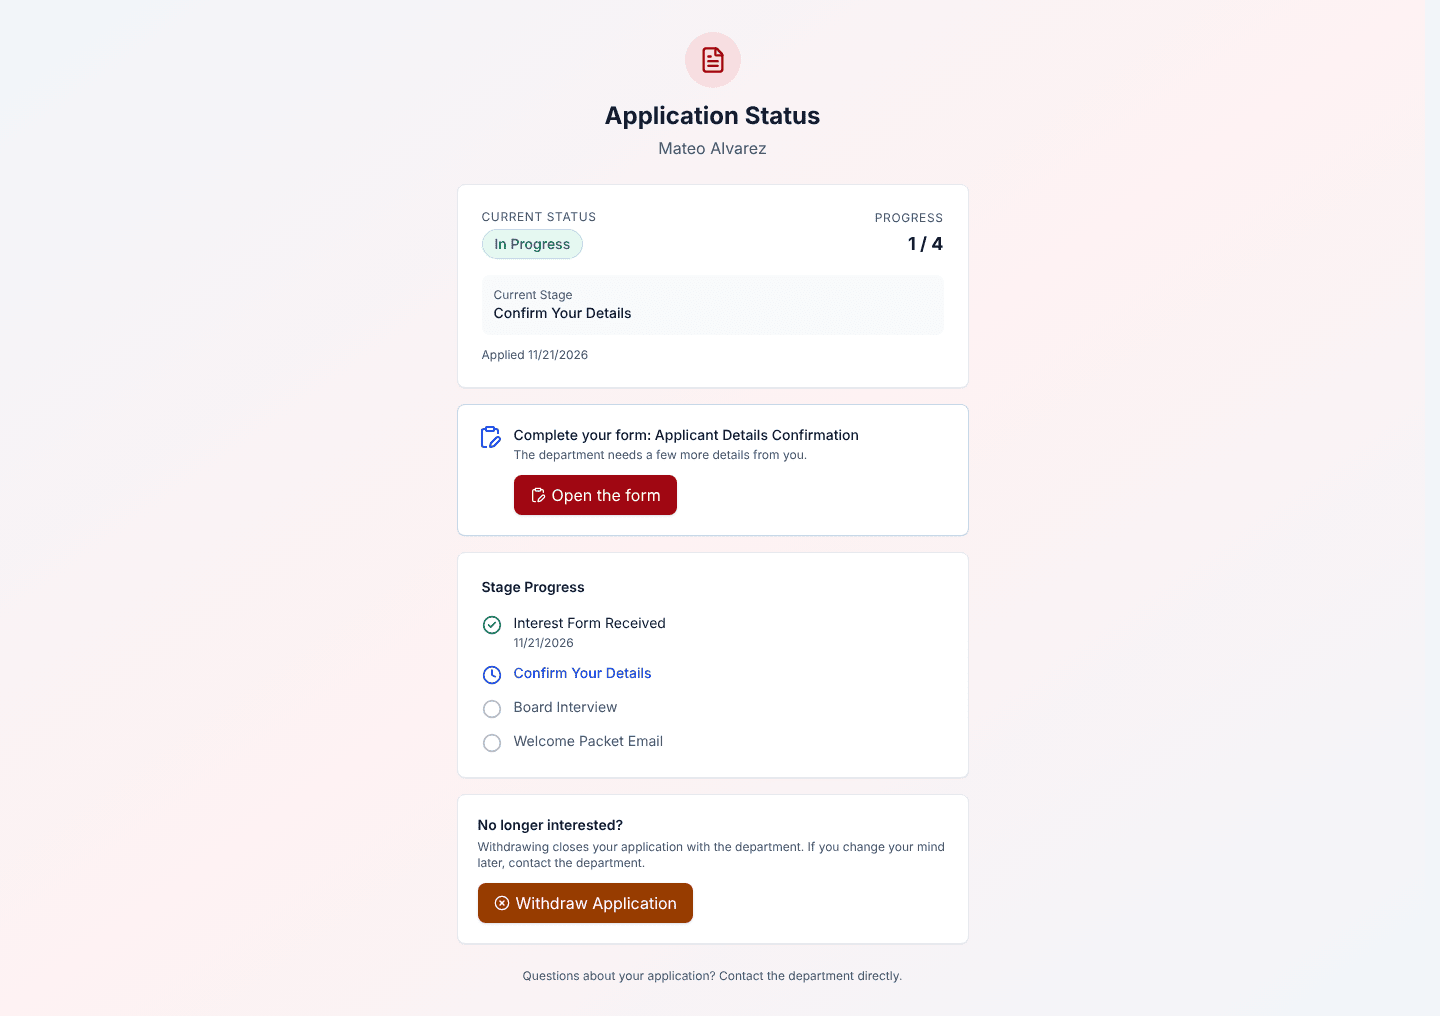 Application Status
Mateo Alvarez
CURRENT STATUS
In Progress
PROGRESS
1 / 4
Current Stage
Confirm Your Details
Applied 11/21/2026
Complete your form: Applicant Details Confirmation
The department needs a few more details from you.
Open the form
Stage Progress
Interest Form Received
11/21/2026
Confirm Your Details
Board Interview
Welcome Packet Email
No longer interested?
Withdrawing closes your application with the department. If you change your mind
later, contact the department.
Withdraw Application
Questions about your application? Contact the department directly.